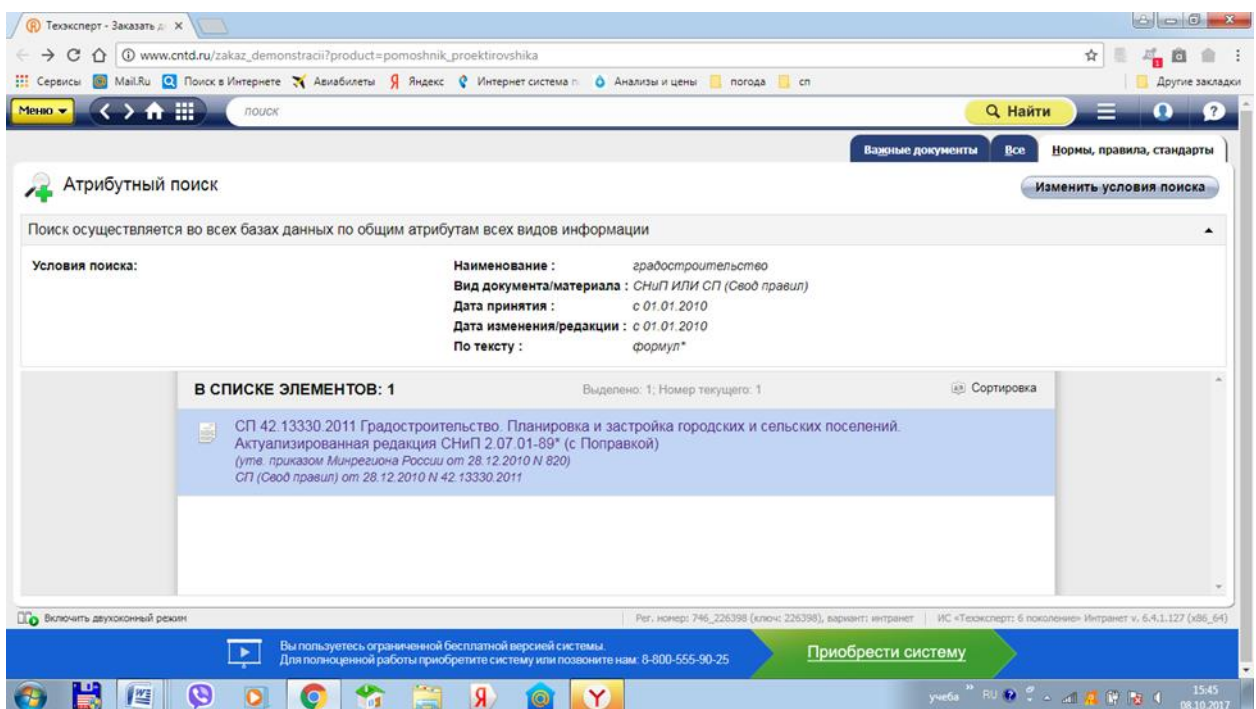 Техэксперт - Заказать д
www.cntd.ru/zakaz_demonstracii?product=pomoshnik_proektirovshika
Сервисы Mail.Ru Поиск в Интернете Авиабилеты Яндекс Интернет система п Анализы и цены погода сп Другие закладки
Меню поиск Найти
Важные документы Все Нормы, правила, стандарты
Атрибутный поиск Изменить условия поиска
Поиск осуществляется во всех базах данных по общим атрибутам всех видов информации
Условия поиска: Наименование : градостроительство
Вид документа/материала : СНиП ИЛИ СП (Свод правил)
Дата принятия : с 01.01.2010
Дата изменения/редакции : с 01.01.2010
По тексту : формул*
В СПИСКЕ ЭЛЕМЕНТОВ: 1 Выделено: 1; Номер текущего: 1 Сортировка
СП 42.13330.2011 Градостроительство. Планировка и застройка городских и сельских поселений.
Актуализированная редакция СНиП 2.07.01-89* (с Поправкой)
(утв. приказом Минрегиона России от 28.12.2010 N 820)
СП (Свод правил) от 28.12.2010 N 42.13330.2011
Включить двухоконный режим Рег. номер: 746_226398 (ключ: 226398), вариант: интранет ИС «Техэксперт: 6 поколение» Интранет v. 6.4.1.127 (x86_64)
Вы пользуетесь ограниченной бесплатной версией системы.
Для полноценной работы приобретите систему или позвоните нам: 8-800-555-90-25
Приобрести систему
учеба RU 15:45
08.10.2017